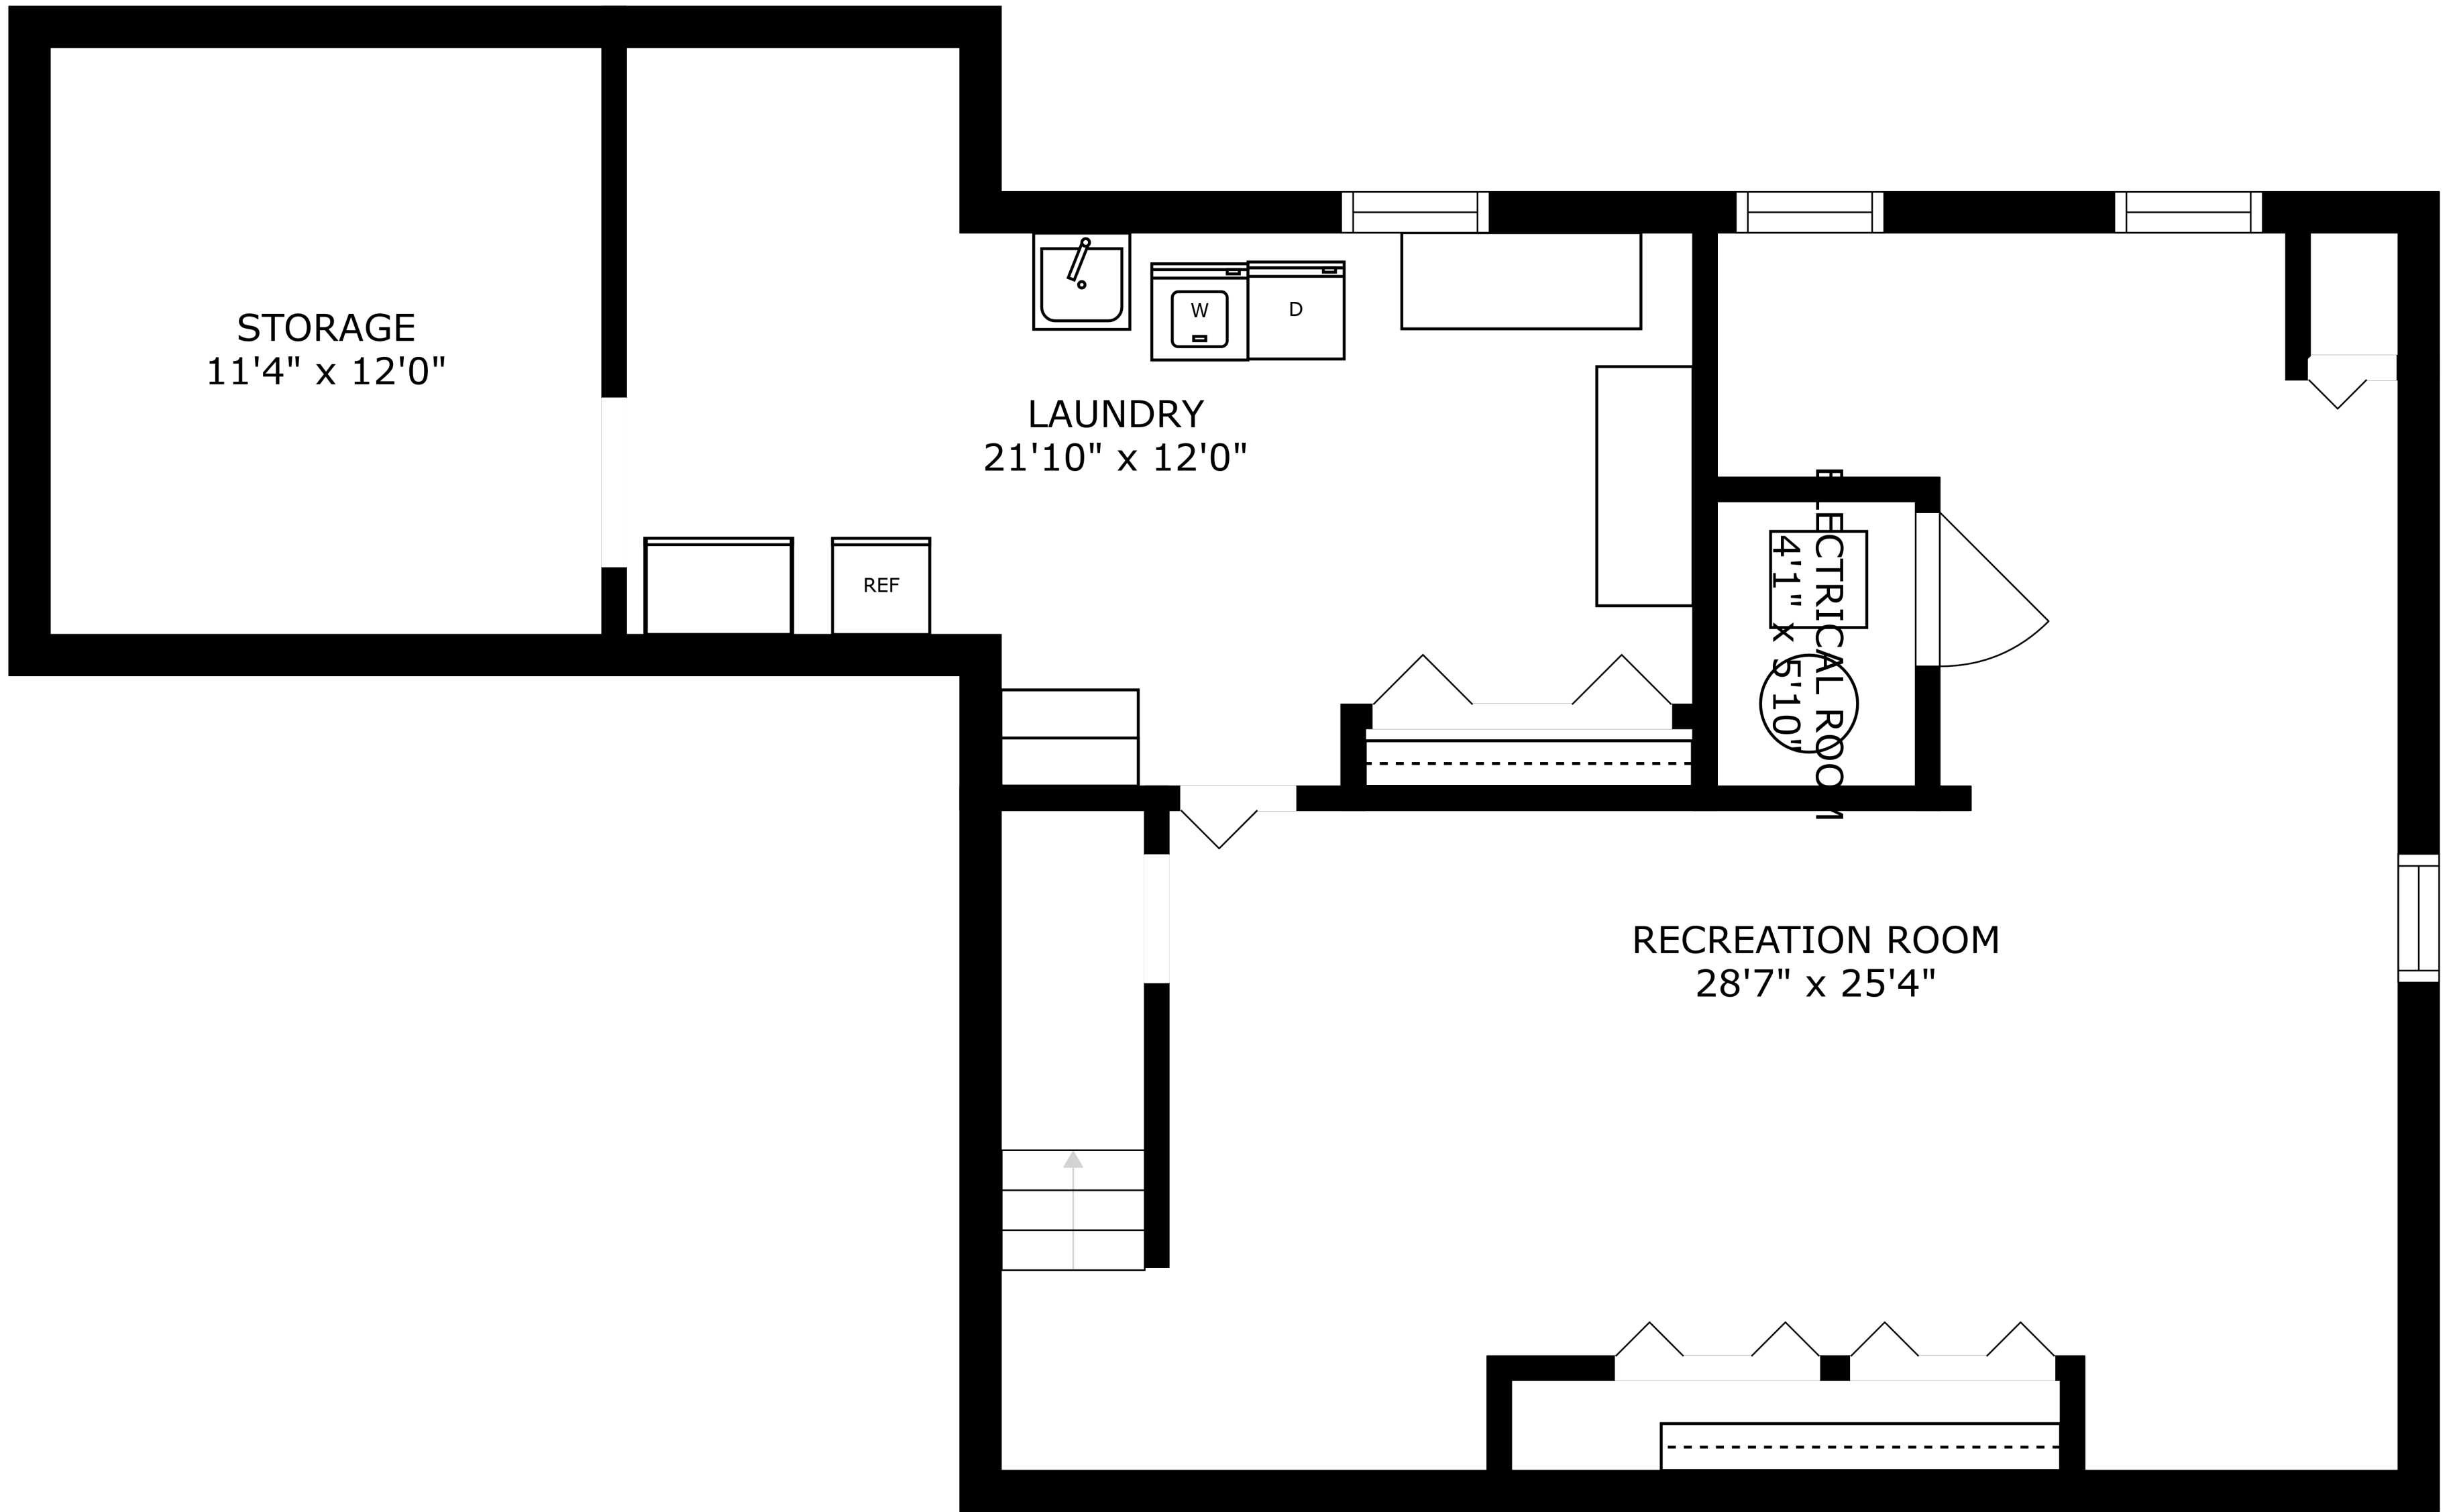 STORAGE
11'4" x 12'0"
W
D
LAUNDRY
21'10" x 12'0"
REF
ELECTRICAL ROOM
4'1" x 5'10"
RECREATION ROOM
28'7" x 25'4"